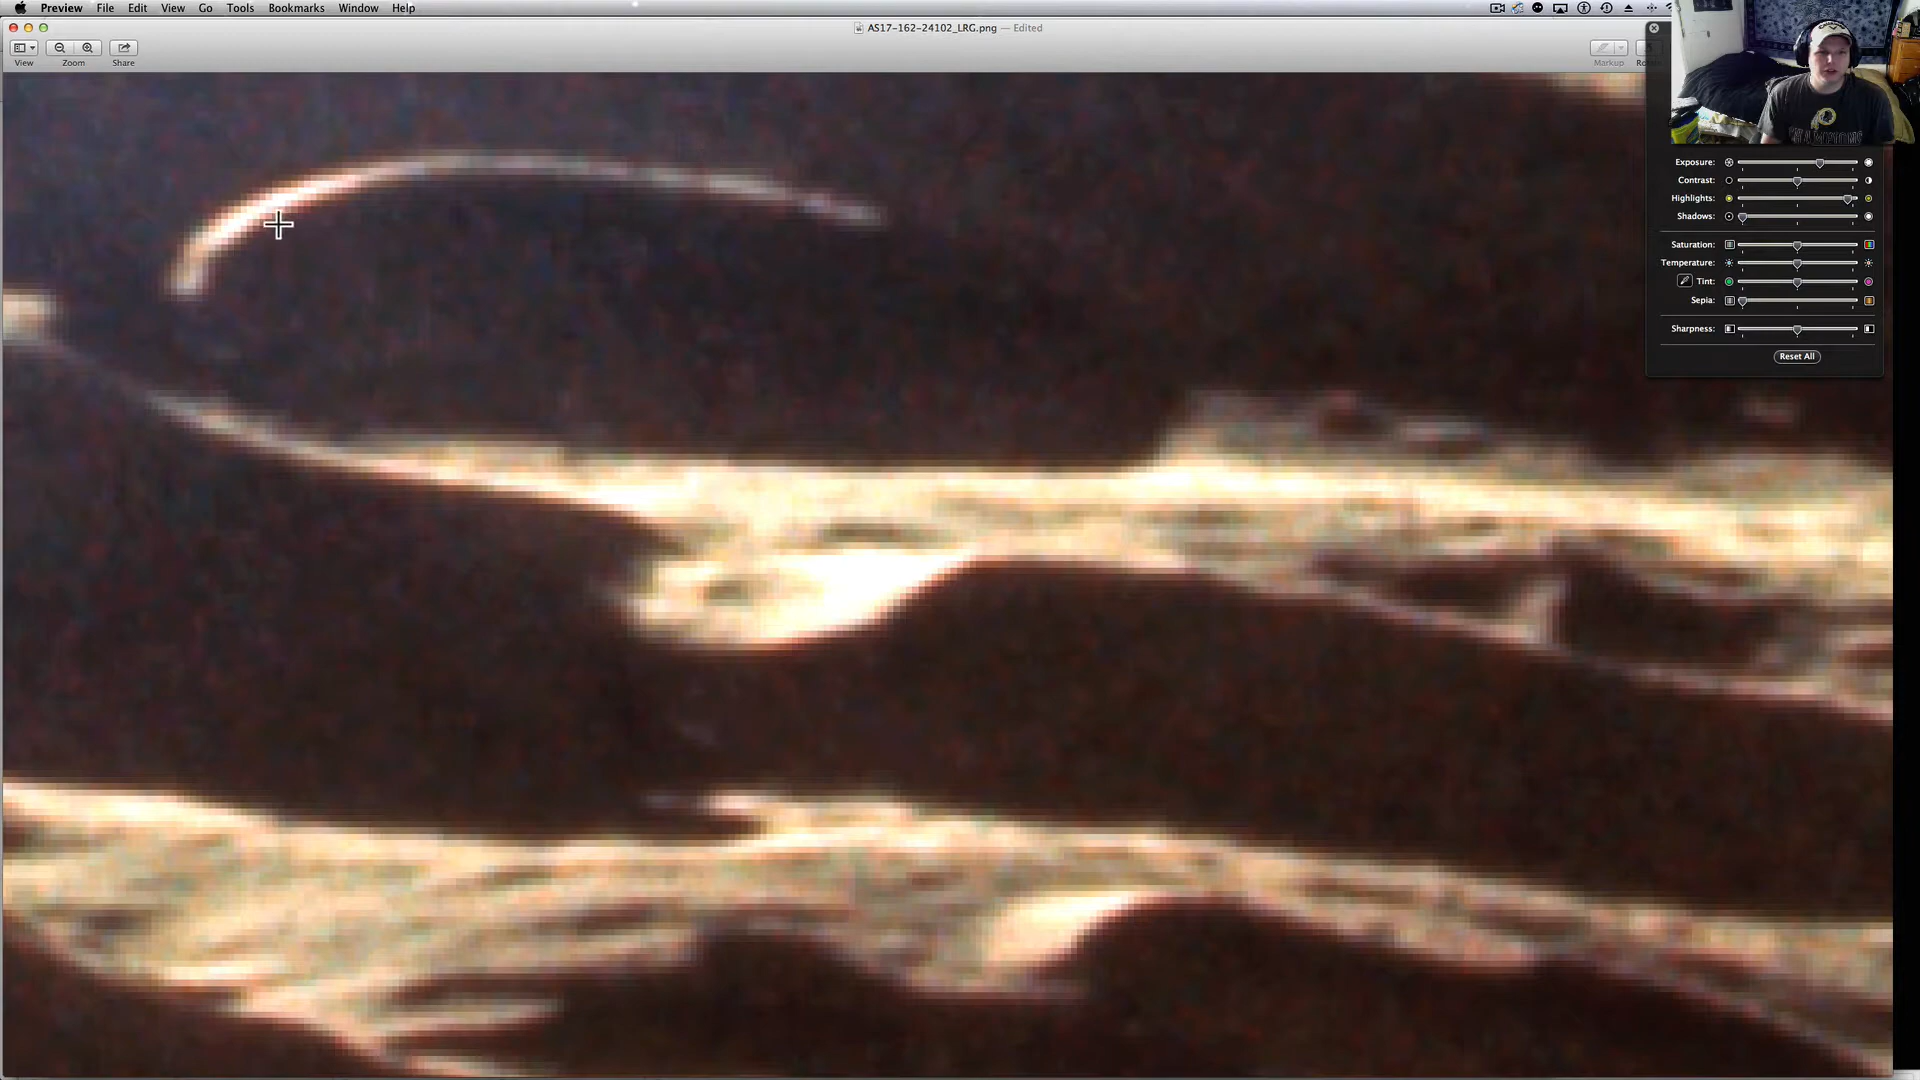 Preview File Edit View Go Tools Bookmarks Window Help
AS17-162-24102_LRG.png — Edited
View Zoom Share Markup
Exposure:
Contrast:
Highlights:
Shadows:
Saturation:
Temperature:
Tint:
Sepia:
Sharpness:
Reset All